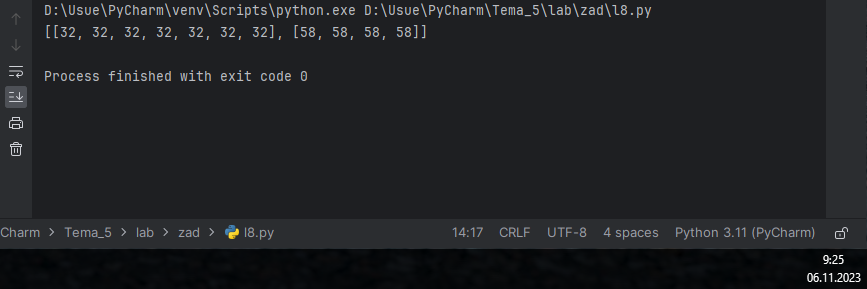 D:\Usue\PyCharm\venv\Scripts\python.exe D:\Usue\PyCharm\Tema_5\lab\zad\l8.py
[[32, 32, 32, 32, 32, 32, 32], [58, 58, 58, 58]]
Process finished with exit code 0
Charm > Tema_5 > lab > zad > l8.py 14:17 CRLF UTF-8 4 spaces Python 3.11 (PyCharm)
9:25
06.11.2023